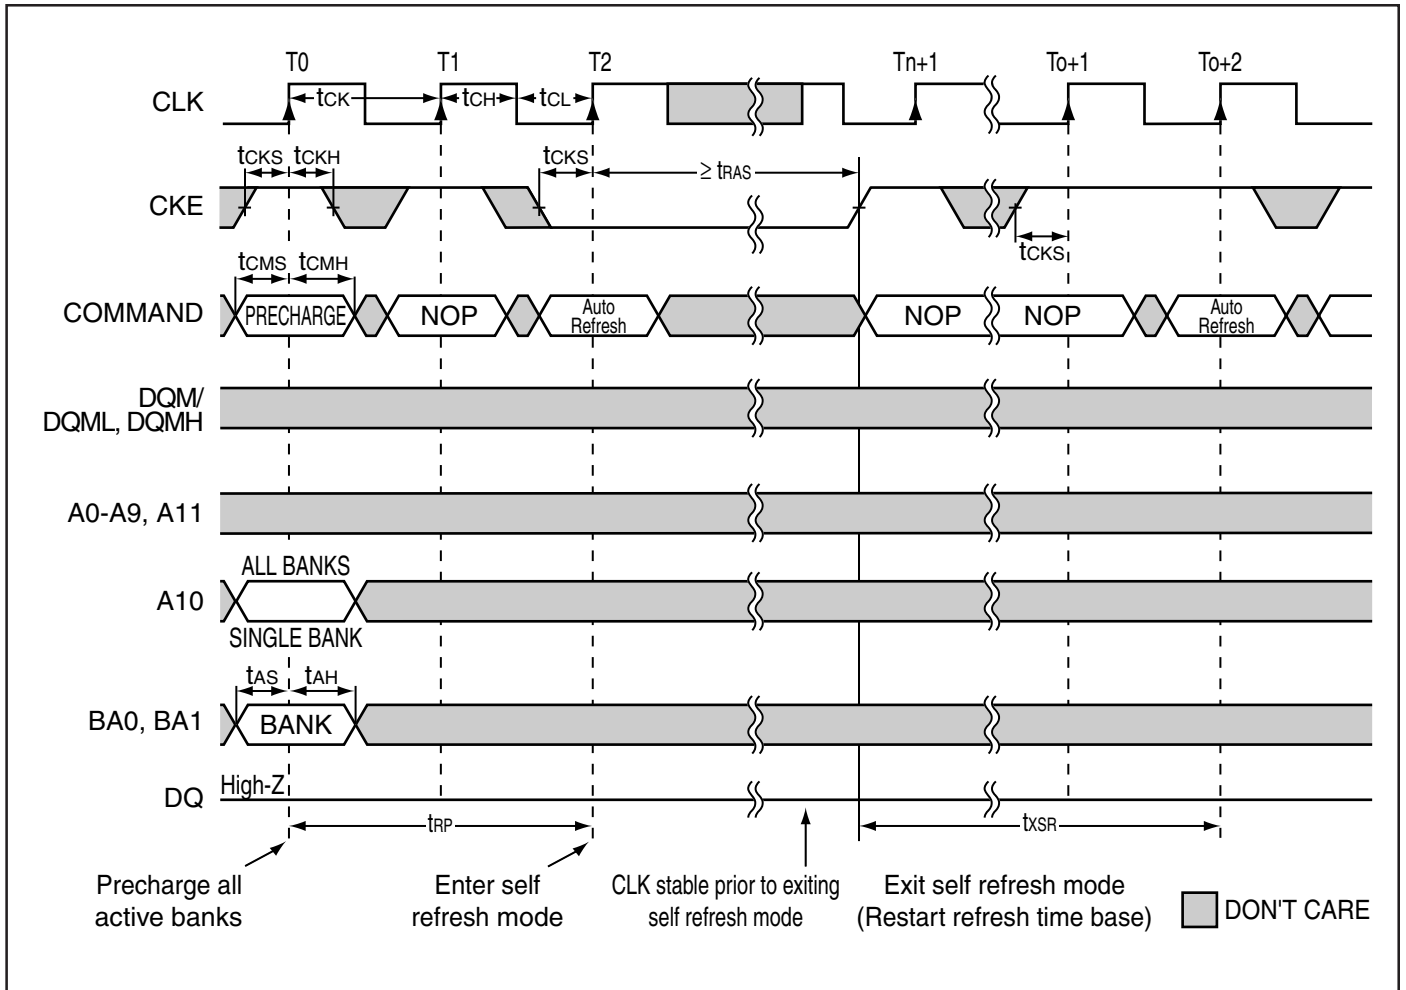 T0 T1 T2 Tn+1 To+1 To+2
CLK
tCK tCH tCL
tCKS tCKH tCKS ≥ tRAS
CKE
tCKS
tCMS tCMH
COMMAND PRECHARGE NOP Auto Refresh NOP NOP Auto Refresh
DQM/
DQML, DQMH
A0-A9, A11
ALL BANKS
A10
SINGLE BANK
tAS tAH
BA0, BA1 BANK
DQ High-Z
tRP tXSR
Precharge all
active banks
Enter self
refresh mode
CLK stable prior to exiting
self refresh mode
Exit self refresh mode
(Restart refresh time base)
DON'T CARE